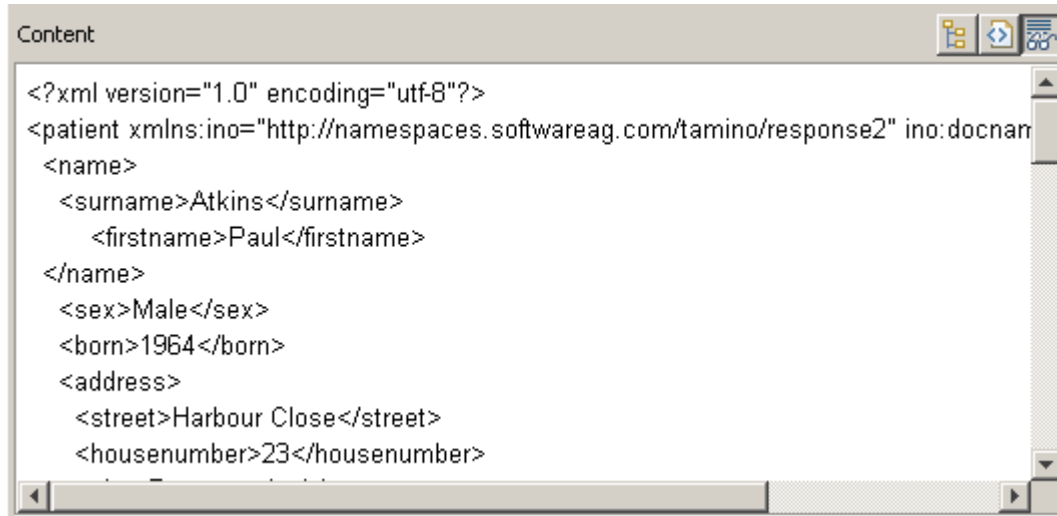 Content
<?xml version="1.0" encoding="utf-8"?>
<patient xmlns:ino="http://namespaces.softwareag.com/tamino/response2" ino:docnam
<name>
<surname>Atkins</surname>
<firstname>Paul</firstname>
</name>
<sex>Male</sex>
<born>1964</born>
<address>
<street>Harbour Close</street>
<housenumber>23</housenumber>